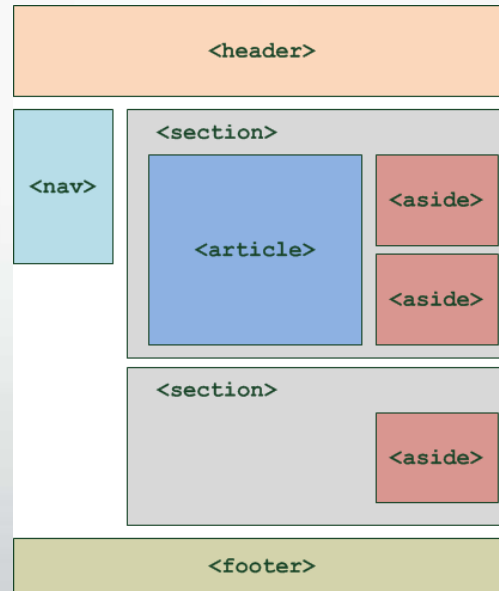 <header>
<section>
<nav>
<aside>
<article>
<aside>
<section>
<aside>
<footer>